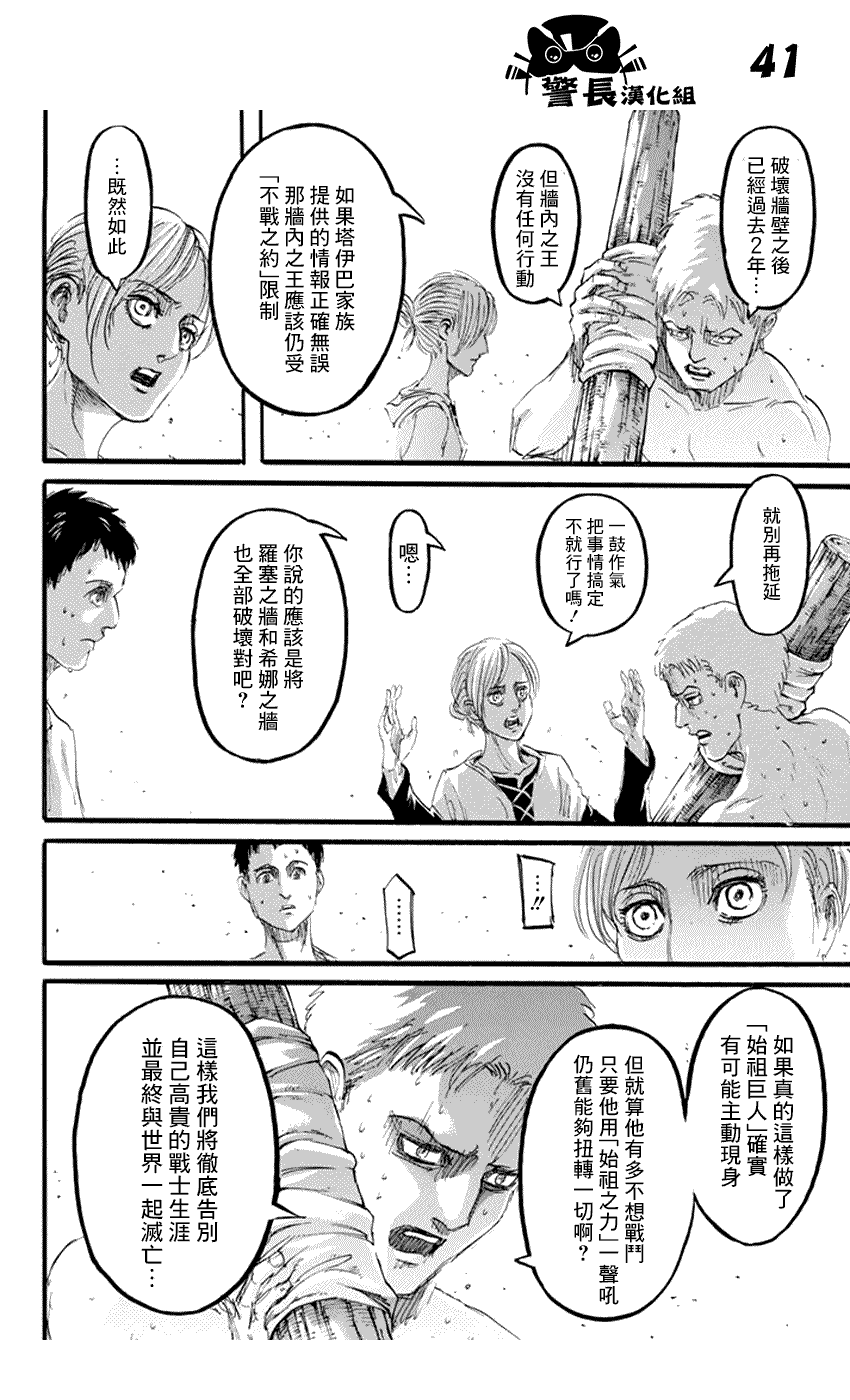 警長漢化組
41
破壞牆壁之後
已經過去2年…
但牆內之王
沒有任何行動
如果塔伊巴家族
提供的情報正確無誤
那牆內之王應該仍受
「不戰之約」限制
…既然如此
就別再拖延
一鼓作氣
把事情搞定
不就行了嗎!
嗯…
你說的應該是將
羅塞之牆和希娜之牆
也全部破壞對吧?
…!!
……
如果真的這樣做了
「始祖巨人」確實
有可能主動現身
但就算他有多不想戰鬥
只要他用「始祖之力」一聲吼
仍舊能夠扭轉一切啊?
這樣我們將徹底告別
自己高貴的戰士生涯
並最終與世界一起滅亡…